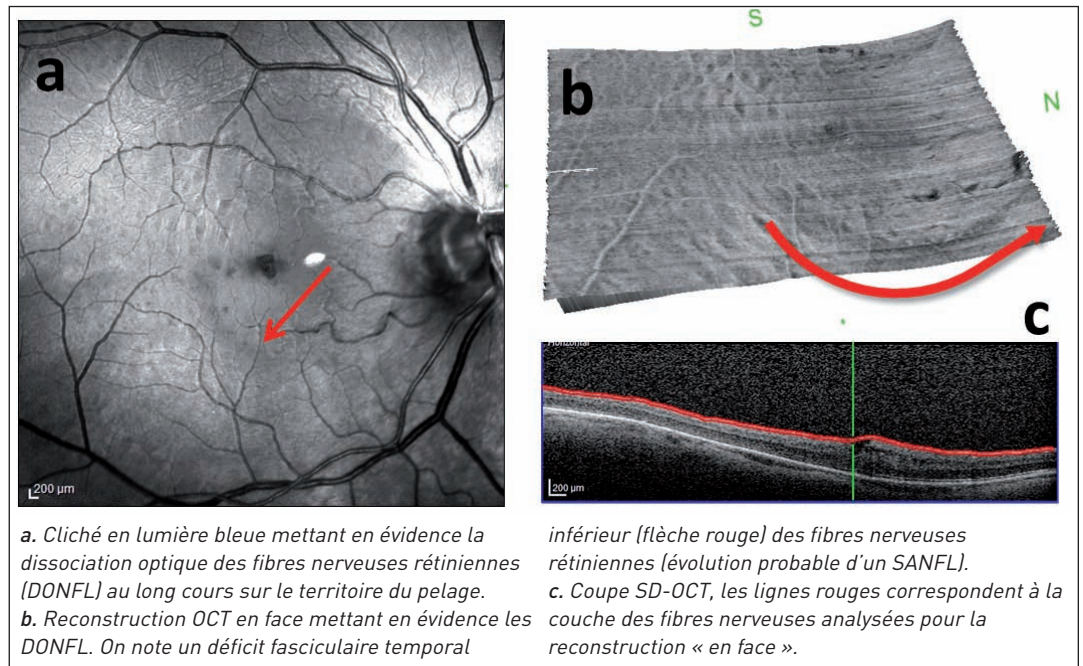 a
200 µm
S
b
N
c
Horizontal
200 µm
a. Cliché en lumière bleue mettant en évidence la
dissociation optique des fibres nerveuses rétiniennes
(DONFL) au long cours sur le territoire du pelage.
b. Reconstruction OCT en face mettant en évidence les
DONFL. On note un déficit fasciculaire temporal
inférieur (flèche rouge) des fibres nerveuses
rétiniennes (évolution probable d'un SANFL).
c. Coupe SD-OCT, les lignes rouges correspondent à la
couche des fibres nerveuses analysées pour la
reconstruction « en face ».